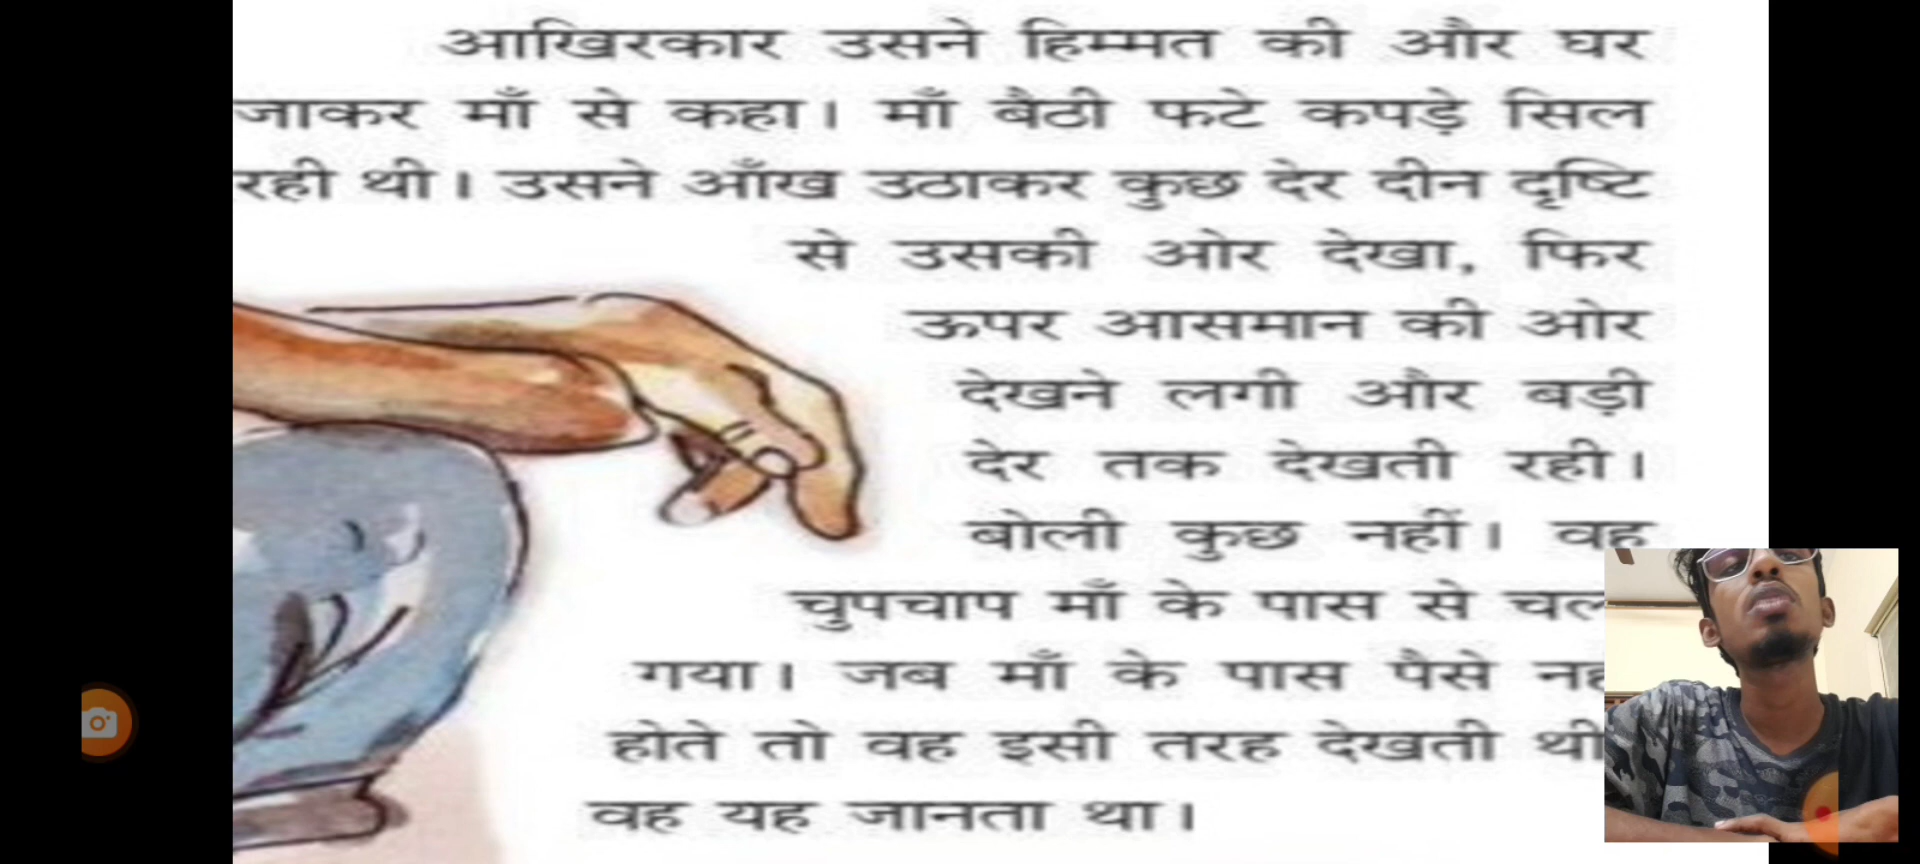 आखिरकार उसने हिम्मत की और घर
जाकर माँ से कहा। माँ बैठी फटे कपड़े सिल
रही थी। उसने आँख उठाकर कुछ देर दीन दृष्टि
से उसकी ओर देखा, फिर
ऊपर आसमान की ओर
देखने लगी और बड़ी
देर तक देखती रही।
बोली कुछ नहीं। वह
चुपचाप माँ के पास से
गया। जब माँ के पास पैसे
होते तो वह इसी तरह देखती थी
वह यह जानता था।